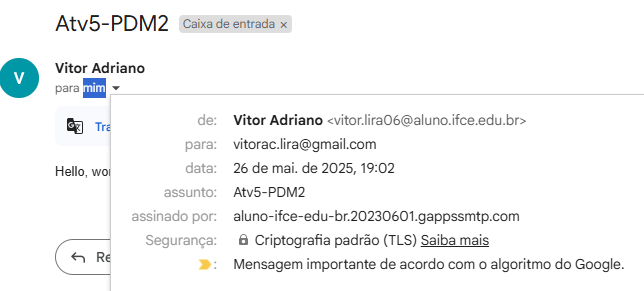 Atv5-PDM2 Caixa de entrada ×
V
Vitor Adriano
para mim
Tra
de: Vitor Adriano <vitor.lira06@aluno.ifce.edu.br>
para: vitorac.lira@gmail.com
data: 26 de mai. de 2025, 19:02
Hello, wor
assunto: Atv5-PDM2
assinado por: aluno-ifce-edu-br.20230601.gappssmtp.com
Segurança: Criptografia padrão (TLS) Saiba mais
Re
: Mensagem importante de acordo com o algoritmo do Google.